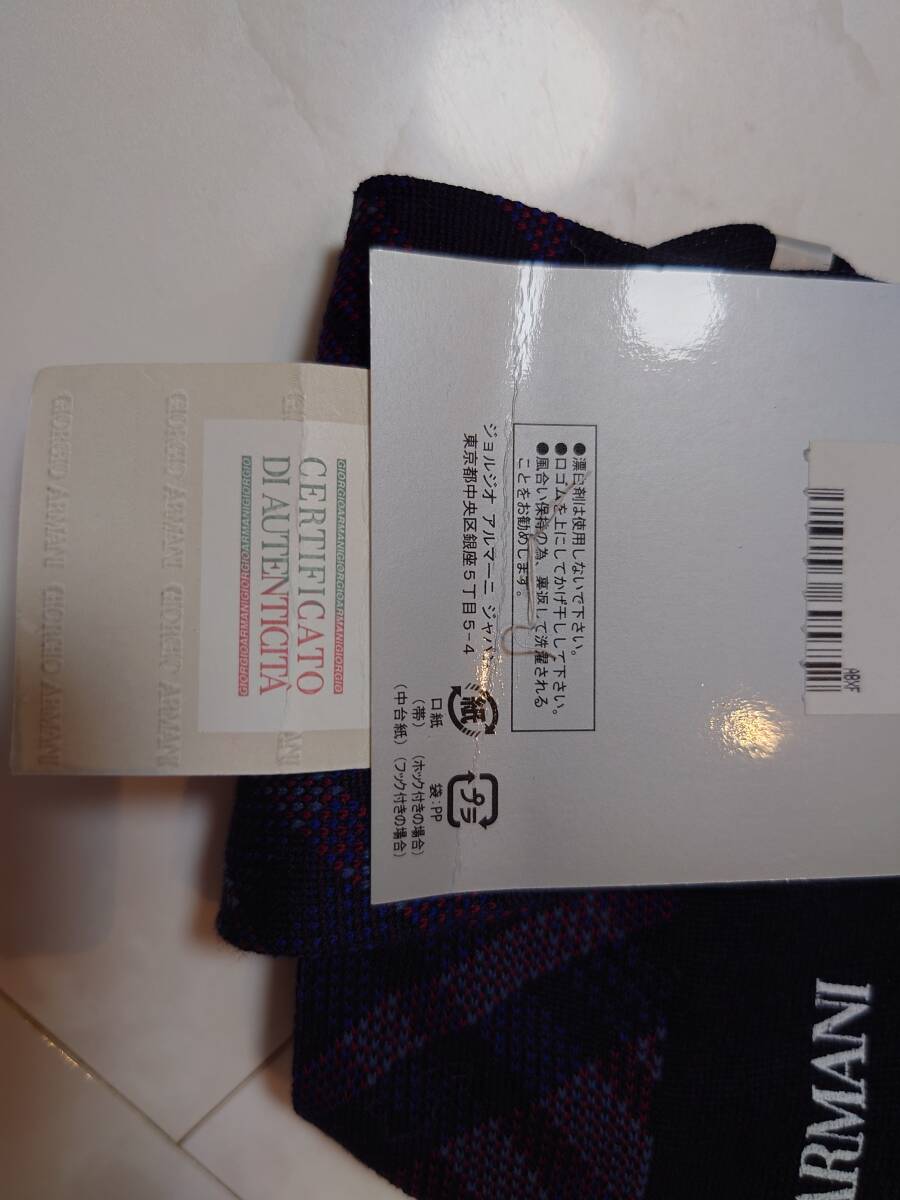 ●漂白剤は使用しないで下さい。
●口ゴムを上にしてかげ干しして下さい。
●風合い保持の為、裏返しで洗濯される
ことをお勧めします。
ジョルジオ アルマーニ ジャパン
東京都中央区銀座5丁目5-4
紙
口紙
(帯)
(中台紙)
プラ
袋:PP
(ホック付きの場合)
(フック付きの場合)
A8XF
GIORGIOARMANIGIORGIOARMANIGIORGIO
CERTIFICATO
DI AUTENTICITÀ
GIORGIO ARMANI GIORGIO ARMANI
GIORGIO ARMANI GIORGIO ARMANI
ARMANI